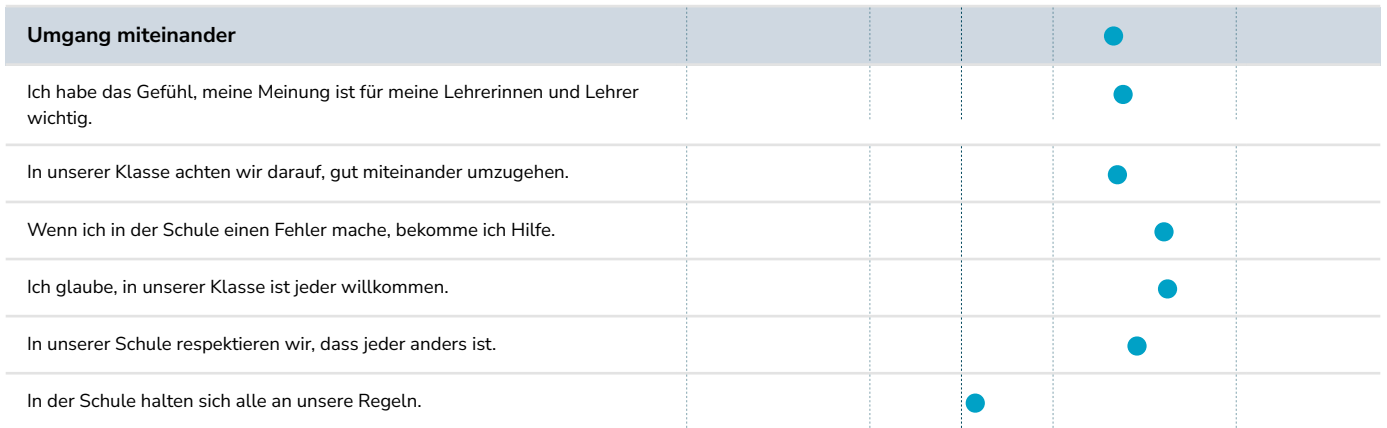 Umgang miteinander
Ich habe das Gefühl, meine Meinung ist für meine Lehrerinnen und Lehrer
wichtig.
In unserer Klasse achten wir darauf, gut miteinander umzugehen.
Wenn ich in der Schule einen Fehler mache, bekomme ich Hilfe.
Ich glaube, in unserer Klasse ist jeder willkommen.
In unserer Schule respektieren wir, dass jeder anders ist.
In der Schule halten sich alle an unsere Regeln.